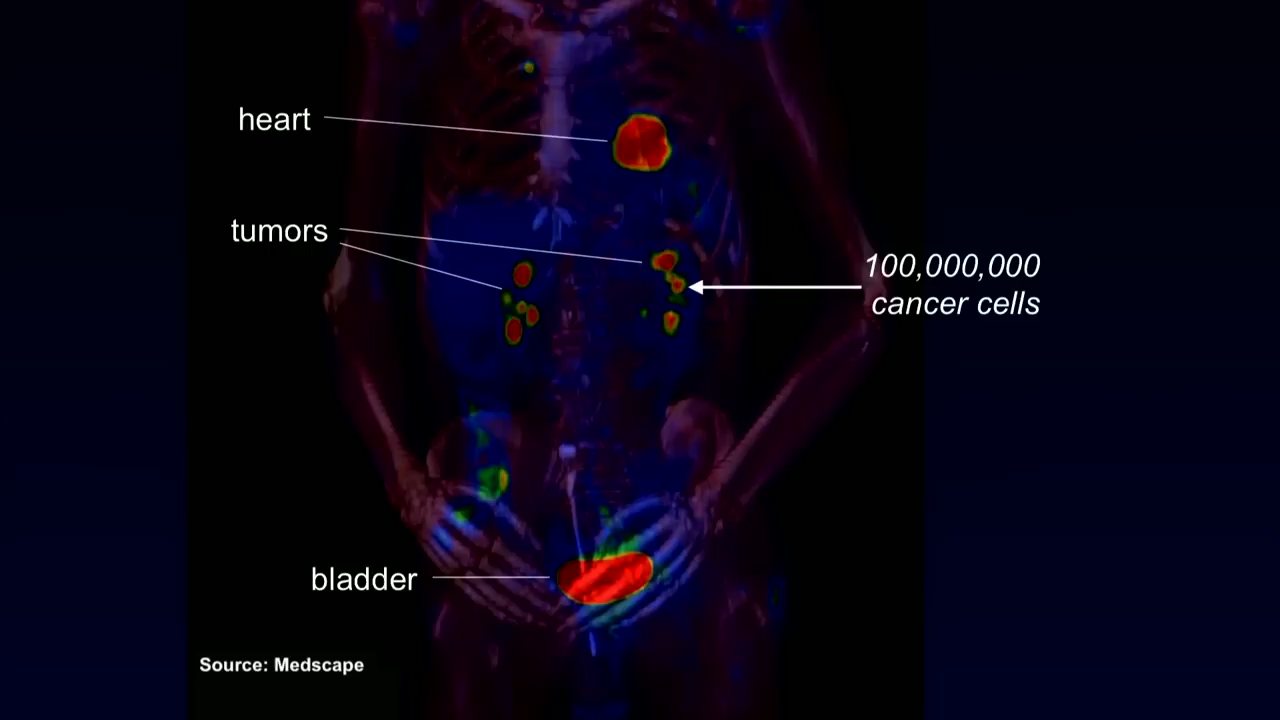 heart
tumors
100,000,000
cancer cells
bladder
Source: Medscape